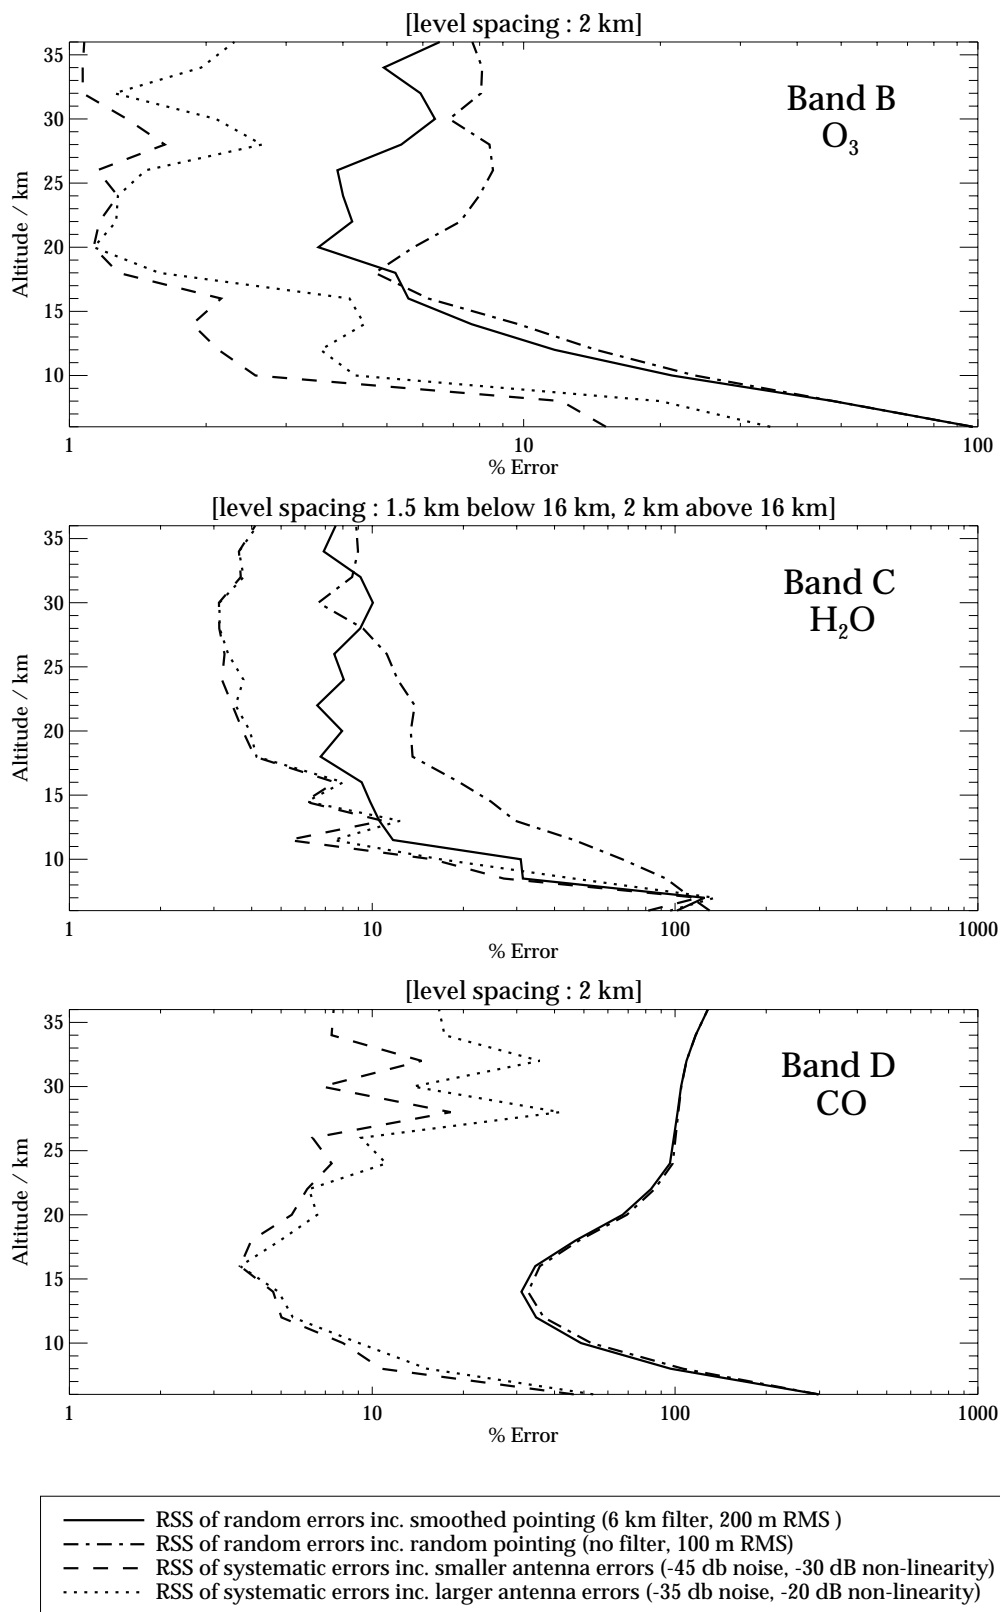 [level spacing : 2 km]
35
30
25
20
15
10
Altitude / km
Band B
O₃
1
10
100
% Error
[level spacing : 1.5 km below 16 km, 2 km above 16 km]
35
30
25
20
15
10
Altitude / km
Band C
H₂O
1
10
100
1000
% Error
[level spacing : 2 km]
35
30
25
20
15
10
Altitude / km
Band D
CO
1
10
100
1000
% Error
RSS of random errors inc. smoothed pointing (6 km filter, 200 m RMS )
RSS of random errors inc. random pointing (no filter, 100 m RMS)
RSS of systematic errors inc. smaller antenna errors (-45 db noise, -30 dB non-linearity)
RSS of systematic errors inc. larger antenna errors (-35 db noise, -20 dB non-linearity)